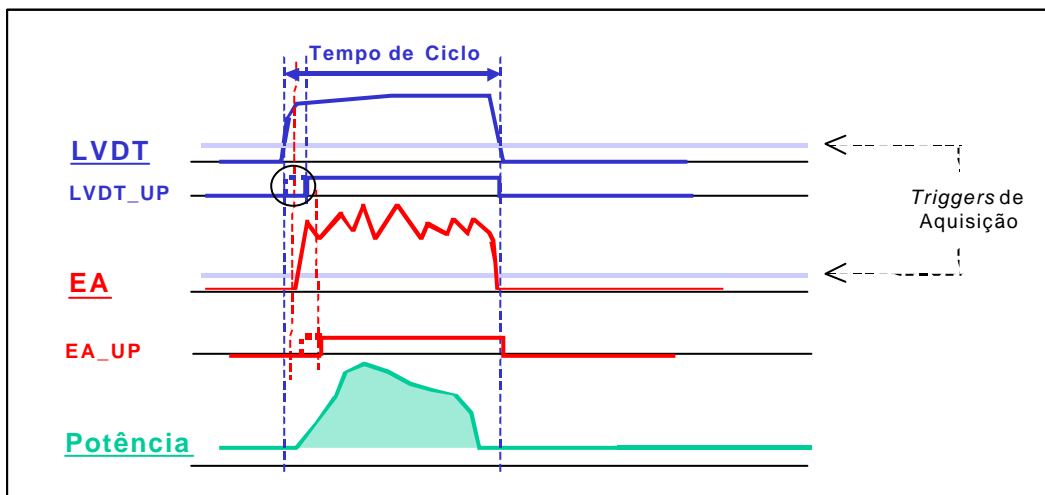 Tempo de Ciclo
LVDT
LVDT_UP
Triggers de
Aquisição
EA
EA_UP
Potência